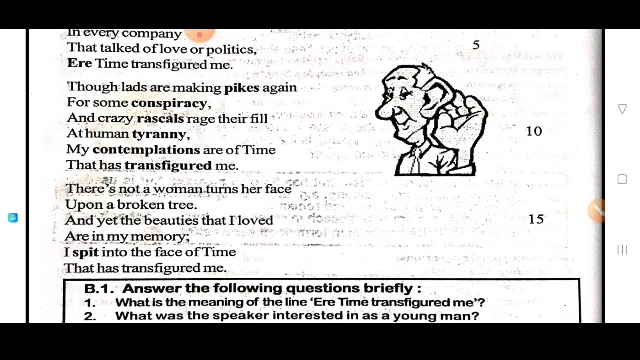 In every company
That talked of love or politics,
5
Ere Time transfigured me.
Though lads are making pikes again
For some conspiracy,
And crazy rascals rage their fill
At human tyranny,
10
My contemplations are of Time
That has transfigured me.
There's not a woman turns her face
Upon a broken tree.
And yet the beauties that I loved
15
Are in my memory;
I spit into the face of Time
That has transfigured me.
B.1. Answer the following questions briefly :
1. What is the meaning of the line 'Ere Time transfigured me'?
2. What was the speaker interested in as a young man?